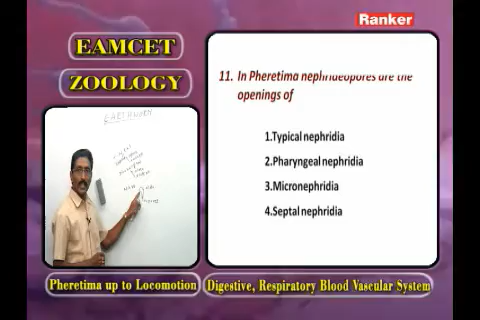 Ranker
EAMCET
ZOOLOGY
11. In Pheretima nephridiopores are the
openings of
1.Typical nephridia
2.Pharyngeal nephridia
3.Micronephridia
4.Septal nephridia
EARTHWORM
Pheretima up to Locomotion
Digestive, Respiratory Blood Vascular System